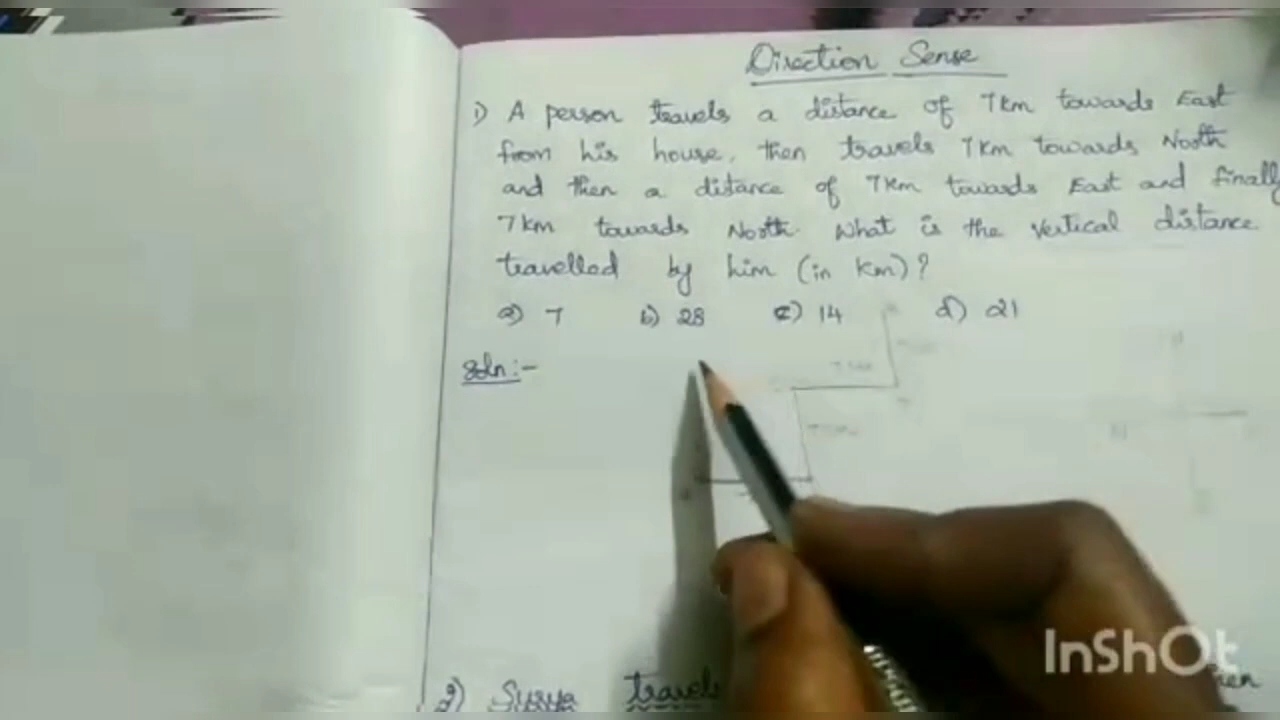 Direction Sense
1) A person travels a distance of 7km towards East
from his house, then travels 7km towards North
and then a distance of 7km towards East and finally
7km towards North. What is the vertical distance
travelled by him (in km)?
a) 7 b) 28 c) 14 d) 21
Soln:-
InShOt
2) Surya travels